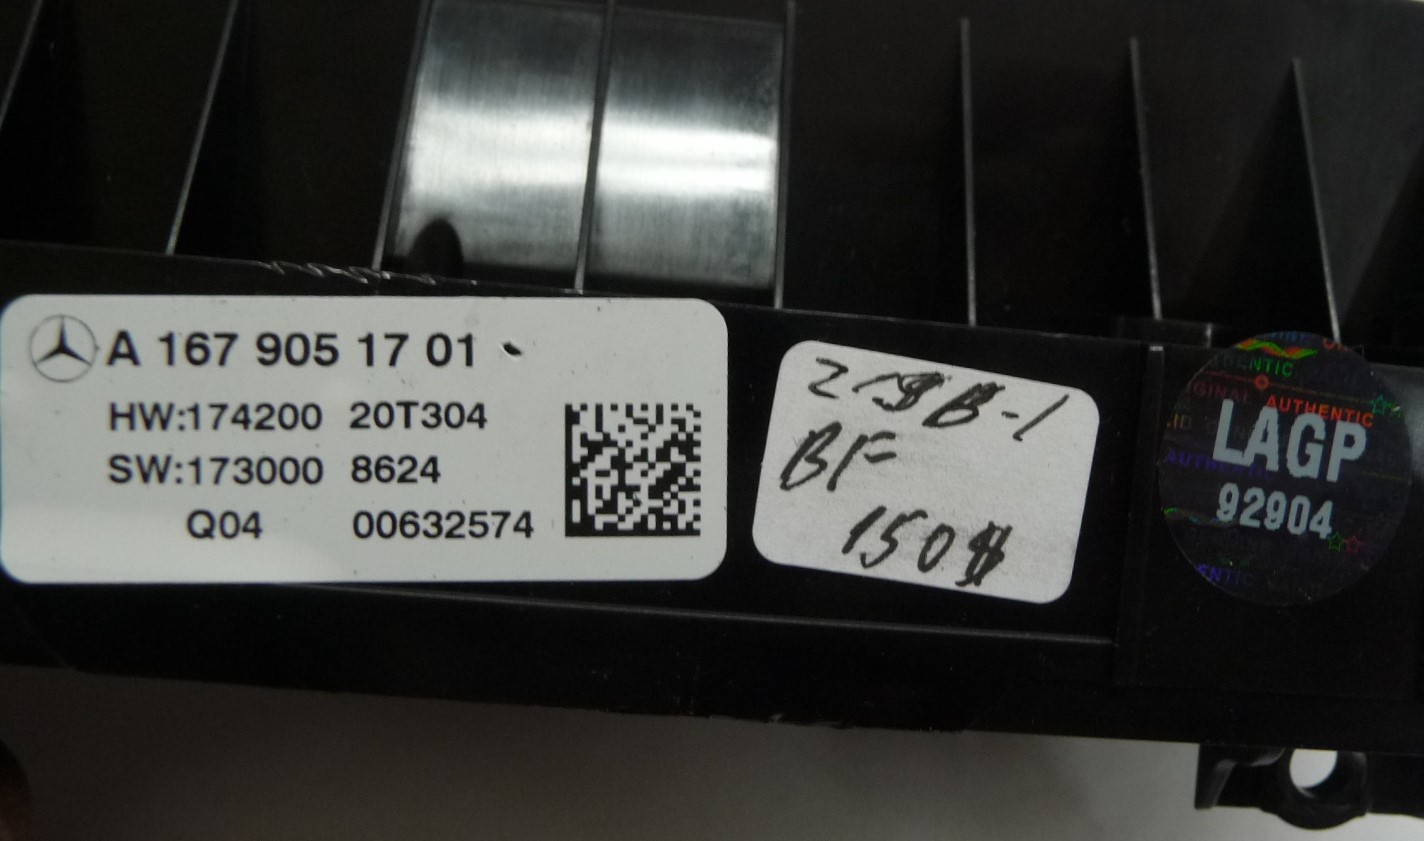 A 167 905 17 01
HW:174200 20T304
SW:173000 8624
Q04 00632574
BF
150$
AUTHENTIC
LAGP
92904